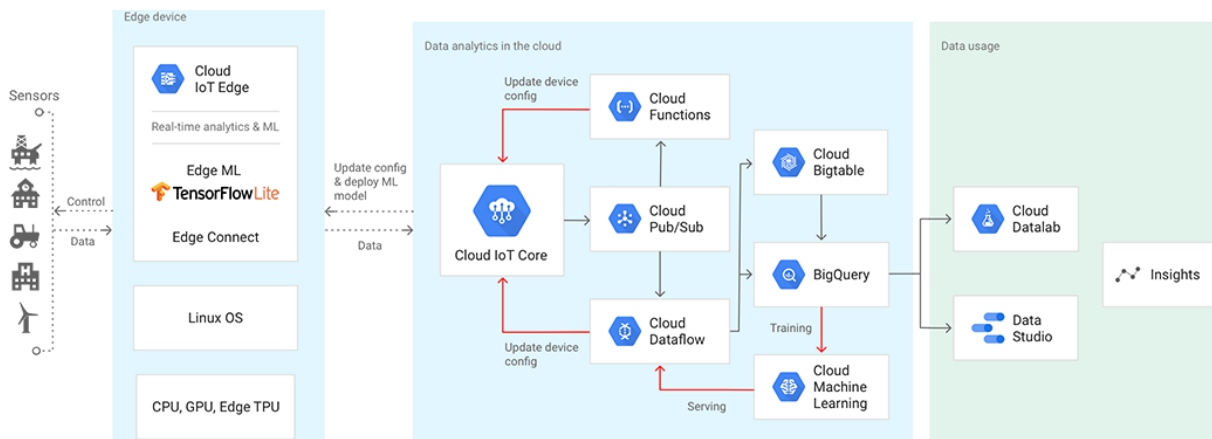 Edge device
Sensors
Cloud
IoT Edge
Real-time analytics & ML
Edge ML
TensorFlow Lite
Edge Connect
Linux OS
CPU, GPU, Edge TPU
Control
Data
Update config
& deploy ML
model
Data
Data analytics in the cloud
Update device
config
Cloud
Functions
Cloud IoT Core
Cloud
Pub/Sub
Cloud
Dataflow
Update device
config
Cloud
Bigtable
BigQuery
Training
Cloud
Machine
Learning
Serving
Data usage
Cloud
Datalab
Data
Studio
Insights